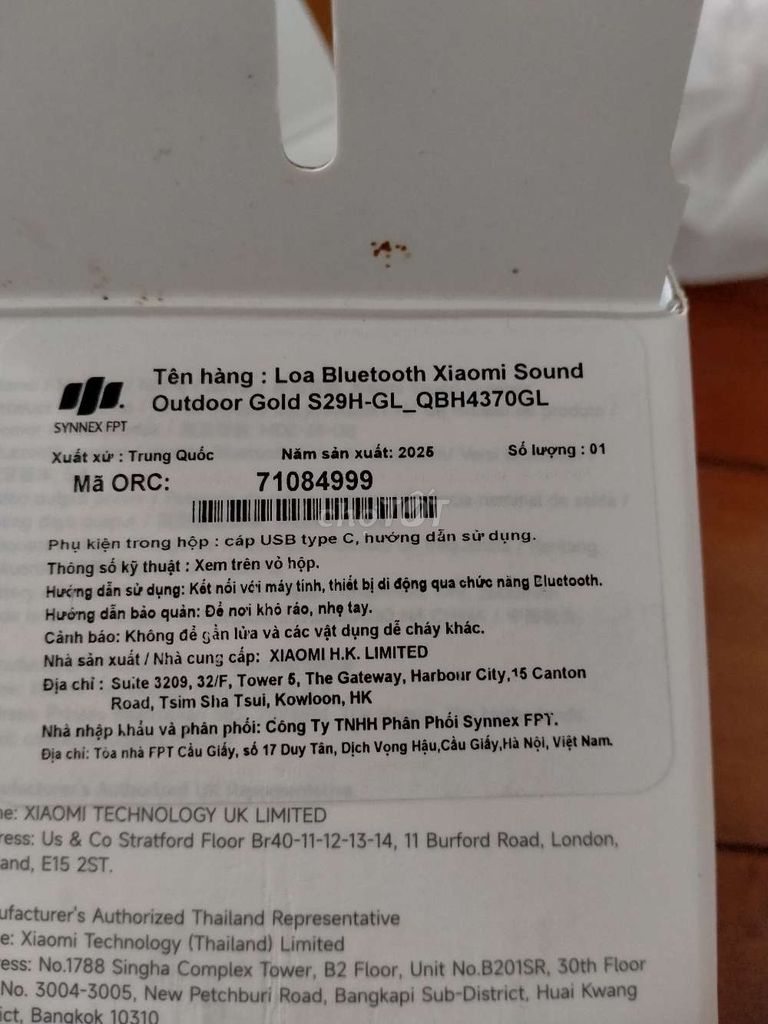 Tên hàng : Loa Bluetooth Xiaomi Sound
Outdoor Gold S29H-GL_QBH4370GL
SYNNEX FPT
Xuất xứ : Trung Quốc Năm sản xuất: 2025 Số lượng : 01
Mã ORC: 71084999
CHỢTỐT
Phụ kiện trong hộp : cáp USB type C, hướng dẫn sử dụng.
Thông số kỹ thuật : Xem trên vỏ hộp.
Hướng dẫn sử dụng: Kết nối với máy tính, thiết bị di động qua chức năng Bluetooth.
Hướng dẫn bảo quản: Để nơi khô ráo, nhẹ tay.
Cảnh báo: Không để gần lửa và các vật dụng dễ cháy khác.
Nhà sản xuất / Nhà cung cấp: XIAOMI H.K. LIMITED
Địa chỉ : Suite 3209, 32/F, Tower 5, The Gateway, Harbour City,15 Canton
Road, Tsim Sha Tsui, Kowloon, HK
Nhà nhập khẩu và phân phối: Công Ty TNHH Phân Phối Synnex FPT.
Địa chỉ: Tòa nhà FPT Cầu Giấy, số 17 Duy Tân, Dịch Vọng Hậu,Cầu Giấy,Hà Nội, Việt Nam.
me: XIAOMI TECHNOLOGY UK LIMITED
ress: Us & Co Stratford Floor Br40-11-12-13-14, 11 Burford Road, London,
and, E15 2ST.
ufacturer's Authorized Thailand Representative
e: Xiaomi Technology (Thailand) Limited
ess: No.1788 Singha Complex Tower, B2 Floor, Unit No.B201SR, 30th Floor
No. 3004-3005, New Petchburi Road, Bangkapi Sub-District, Huai Kwang
ict, Bangkok 10310